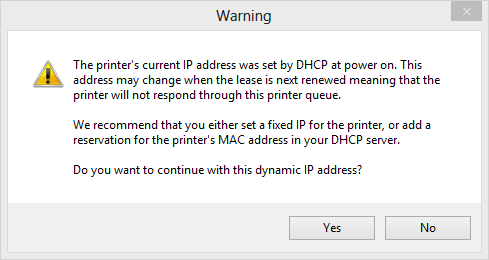 Warning
The printer's current IP address was set by DHCP at power on. This
address may change when the lease is next renewed meaning that the
printer will not respond through this printer queue.
We recommend that you either set a fixed IP for the printer, or add a
reservation for the printer's MAC address in your DHCP server.
Do you want to continue with this dynamic IP address?
Yes
No